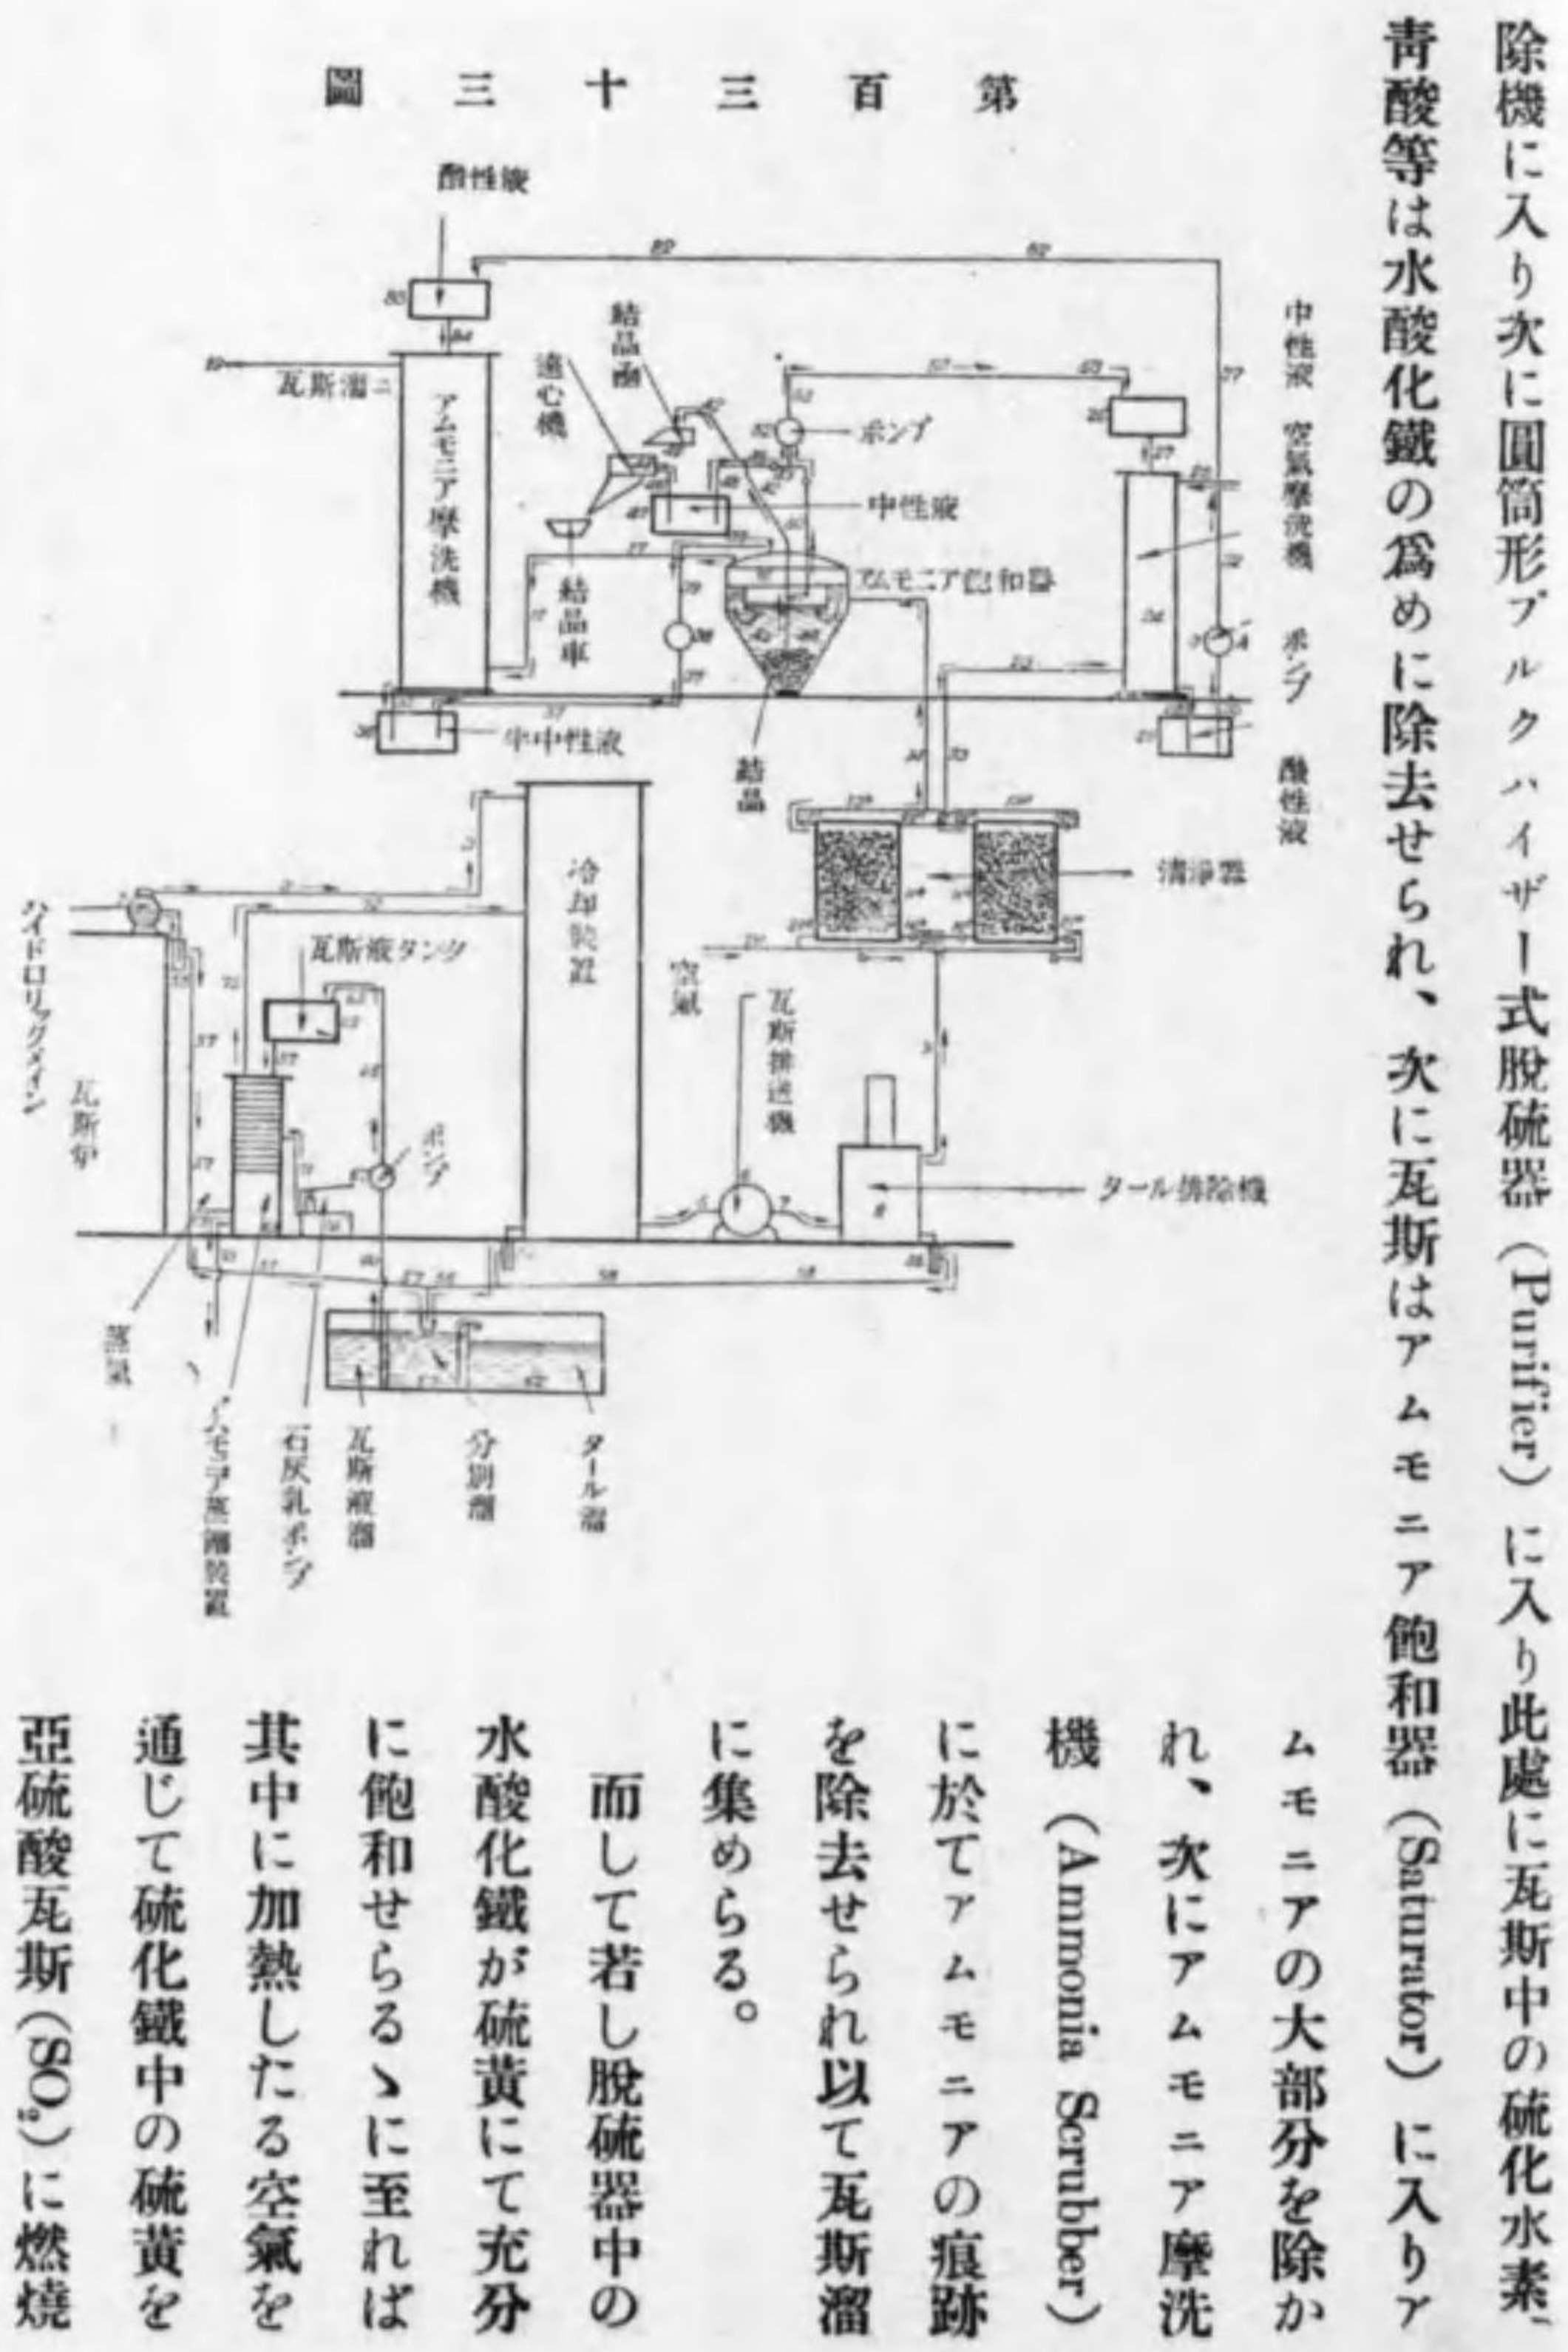 除機に入り次に圓筒形ブルクハイザー式脫硫器（Purifier）に入り此處に瓦斯中の硫化水素、
靑酸等は水酸化鐵の爲めに除去せられ、次に瓦斯はアムモニア飽和器（Saturator）に入りア
ムモニアの大部分を除か
れ、次にアムモニア摩洗
機（Ammonia Scrubber）
に於てアムモニアの痕跡
を除去せられ以て瓦斯溜
に集めらる。
而して若し脫硫器中の
水酸化鐵が硫黃にて充分
に飽和せらるゝに至れば
其中に加熱したる空氣を
通じて硫化鐵中の硫黃を
亞硫酸瓦斯（SO₂）に燃燒
第百三十三圖
酸性液
瓦斯溜ニ
アムモニア摩洗機
遠心機
結晶函
結晶車
ポンプ
中性液
アムモニア飽和器
中性液
空氣摩洗機
ポンプ
酸性液
半中性液
結晶
冷却裝置
淸淨器
空氣
瓦斯排送機
タール排除機
ハイドロリックメイン
瓦斯炉
瓦斯液タンク
ポンプ
蒸氣
アムモニア蒸溜裝置
石灰乳ポンプ
瓦斯液溜
分別溜
タール溜